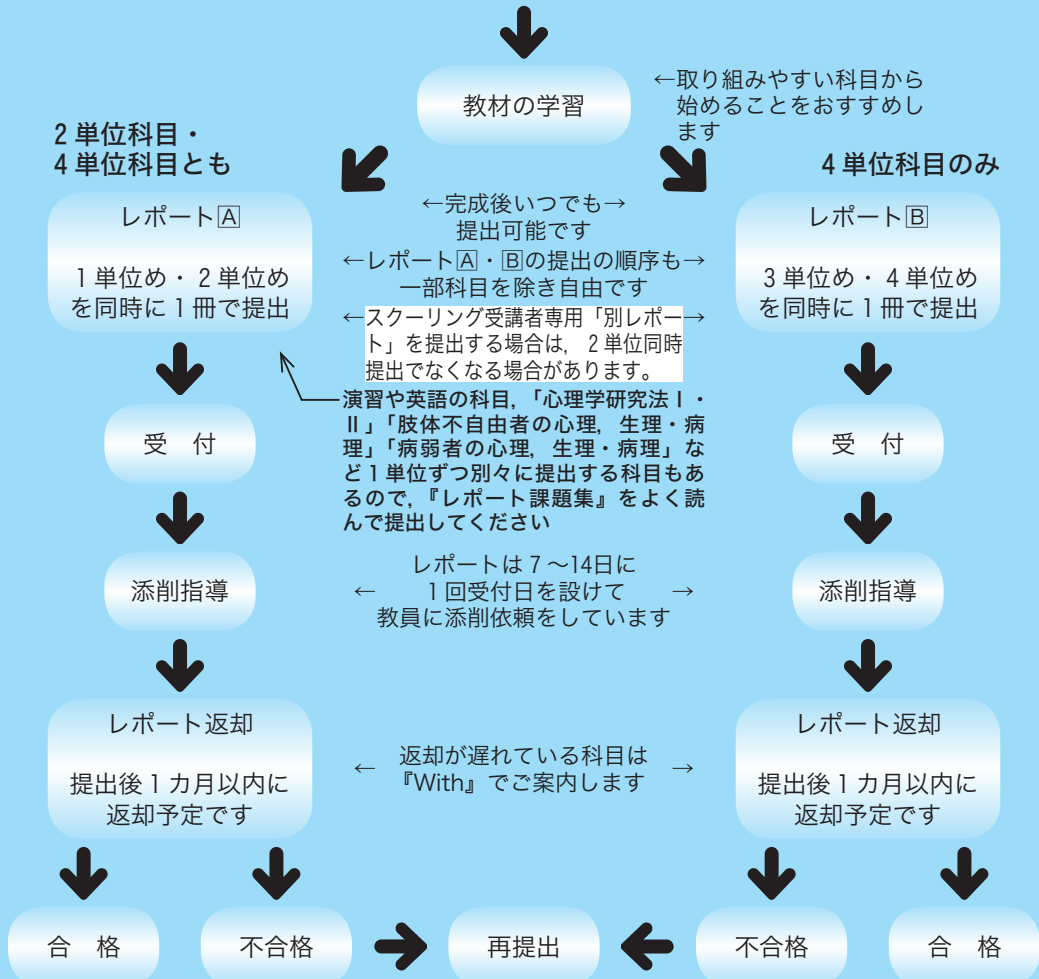 教材の学習
←取り組みやすい科目から
始めることをおすすめし
ます
2単位科目・
4単位科目とも
4単位科目のみ
レポートA
1単位め・2単位め
を同時に1冊で提出
←完成後いつでも→
提出可能です
←レポートA・Bの提出の順序も→
一部科目を除き自由です
←スクーリング受講者専用「別レポー→
ト」を提出する場合は，2単位同時
提出でなくなる場合があります。
演習や英語の科目，「心理学研究法Ⅰ・
Ⅱ」「肢体不自由者の心理，生理・病
理」「病弱者の心理，生理・病理」な
ど1単位ずつ別々に提出する科目もあ
るので，『レポート課題集』をよく読
んで提出してください
レポートB
3単位め・4単位め
を同時に1冊で提出
受　付
受　付
添削指導
レポートは7～14日に
←　1回受付日を設けて　→
教員に添削依頼をしています
添削指導
レポート返却
提出後1カ月以内に
返却予定です
←　返却が遅れている科目は　→
『With』でご案内します
レポート返却
提出後1カ月以内に
返却予定です
合　格
不合格
再提出
不合格
合　格